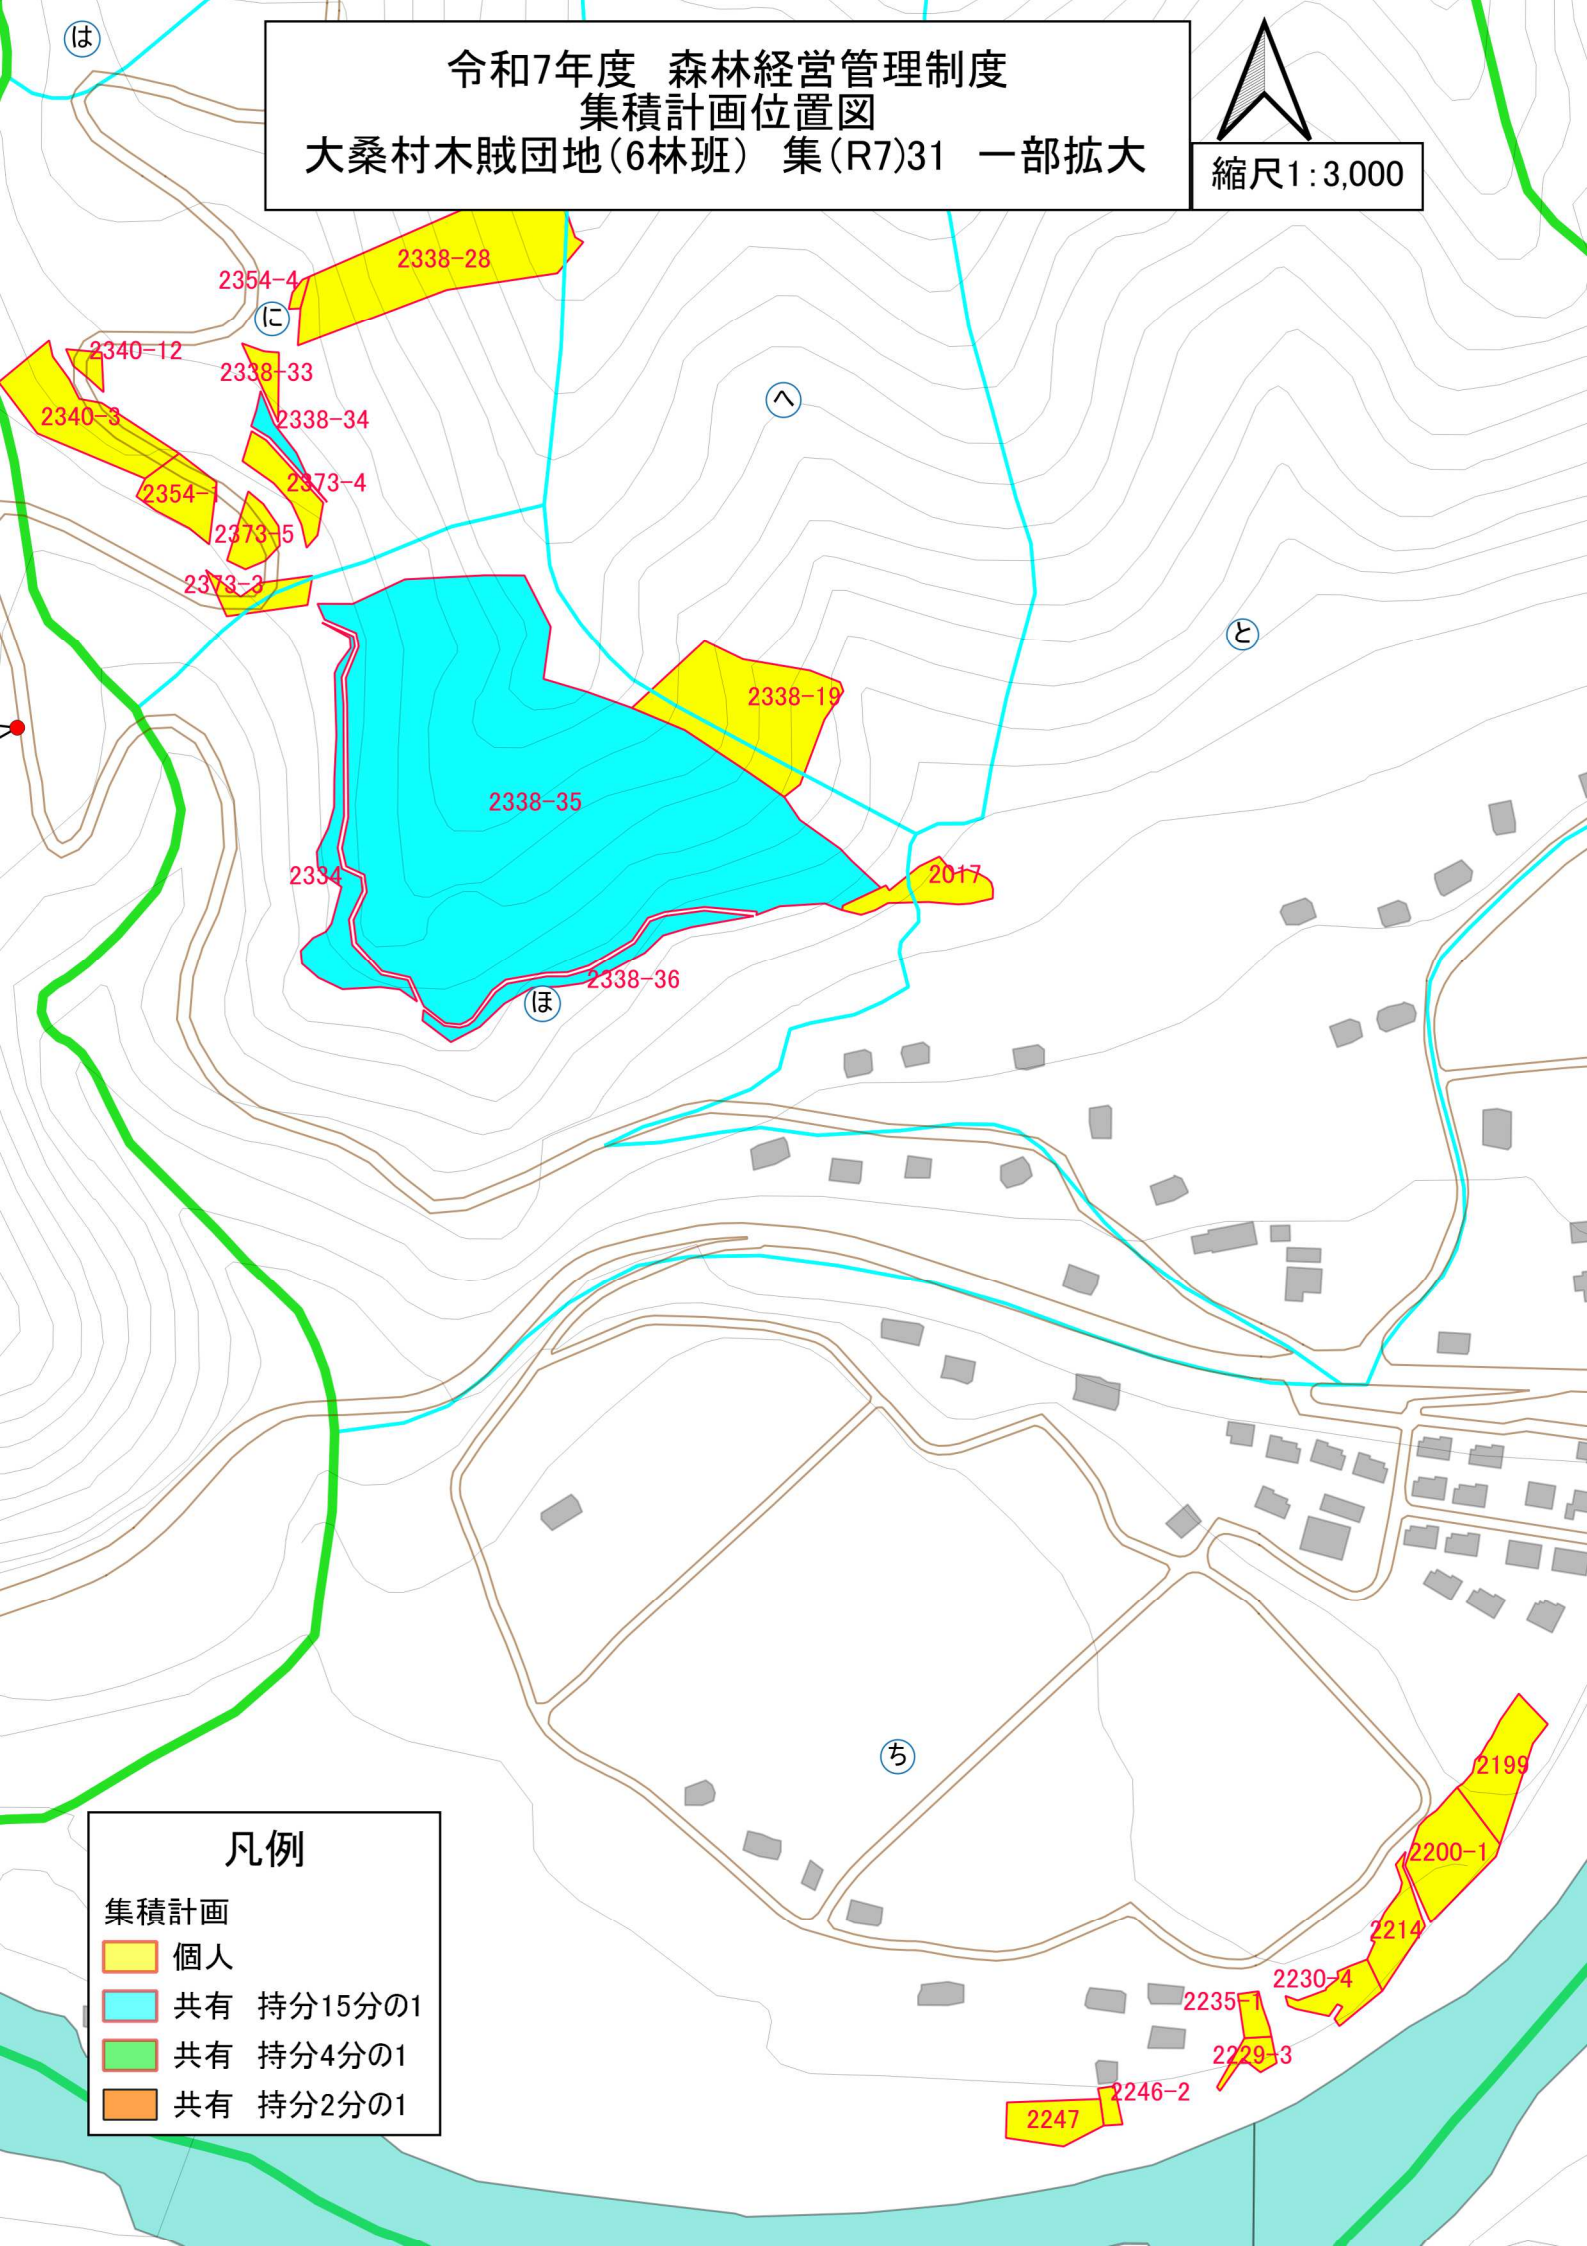 は
令和7年度　森林経営管理制度
集積計画位置図
大桑村木賊団地(6林班)　集(R7)31　一部拡大
縮尺1:3,000
2338-28
2354-4
に
2340-12
2338-33
へ
2340-3
2338-34
2373-4
2354-1
2373-5
2373-3
と
2338-19
2338-35
2334
2017
2338-36
ほ
ち
2199
2200-1
2214
2230-4
2235-1
2229-3
2246-2
2247
凡例
集積計画
個人
共有　持分15分の1
共有　持分4分の1
共有　持分2分の1